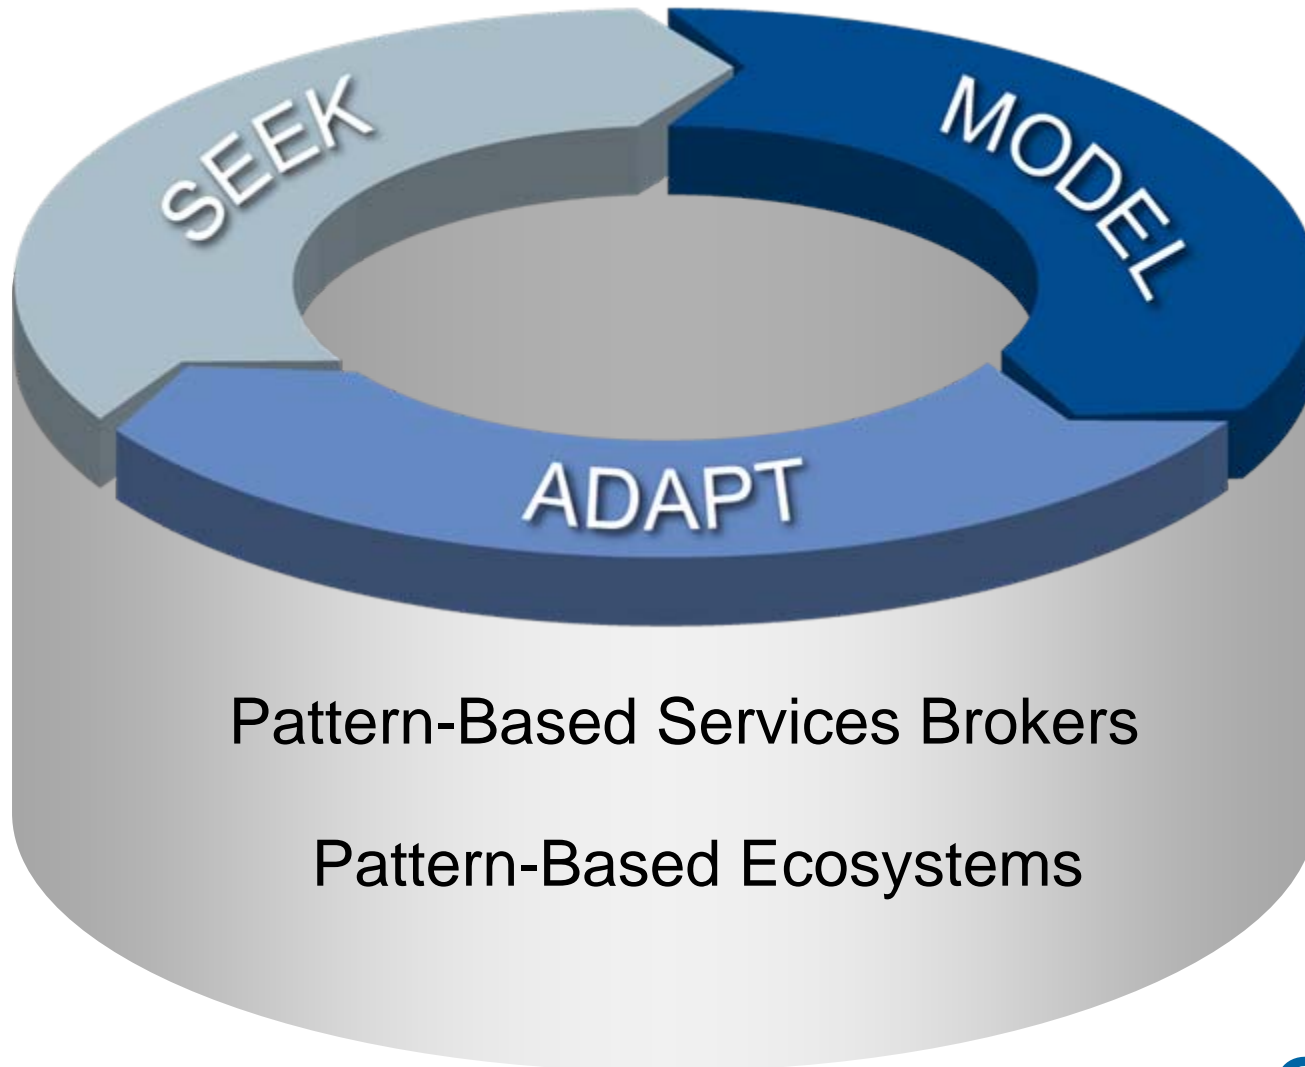 SEEK
MODEL
ADAPT
Pattern-Based Services Brokers
Pattern-Based Ecosystems